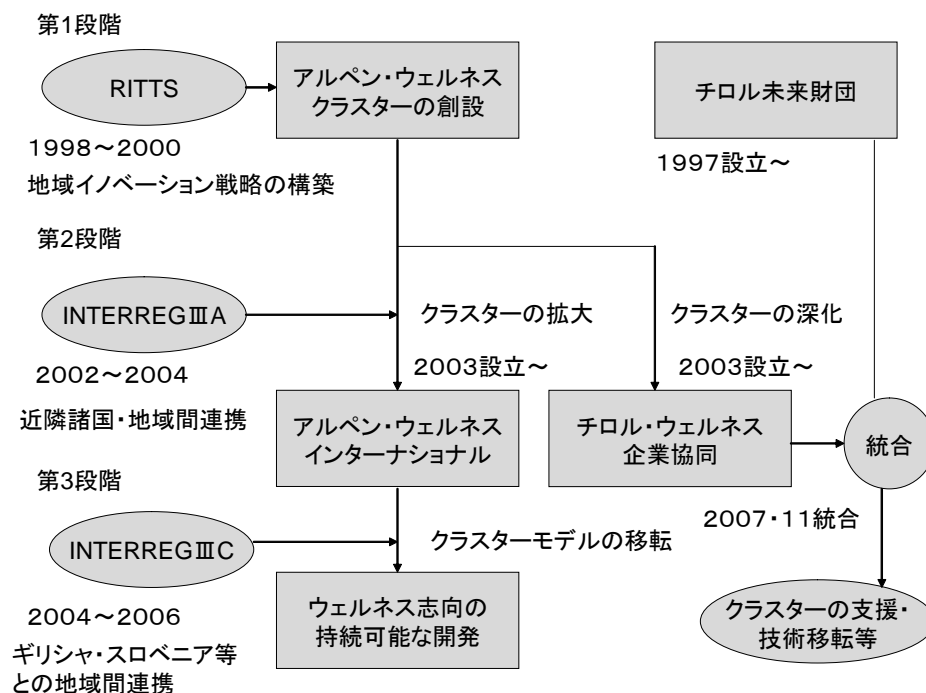 第1段階
RITTS
アルペン・ウェルネス
クラスターの創設
チロル未来財団
1998～2000
地域イノベーション戦略の構築
1997設立～
第2段階
INTERREGⅢA
クラスターの拡大
クラスターの深化
2002～2004
2003設立～
2003設立～
近隣諸国・地域間連携
アルペン・ウェルネス
インターナショナル
チロル・ウェルネス
企業協同
統合
第3段階
2007・11統合
INTERREGⅢC
クラスターモデルの移転
2004～2006
ウェルネス志向の
持続可能な開発
クラスターの支援・
技術移転等
ギリシャ・スロベニア等
との地域間連携